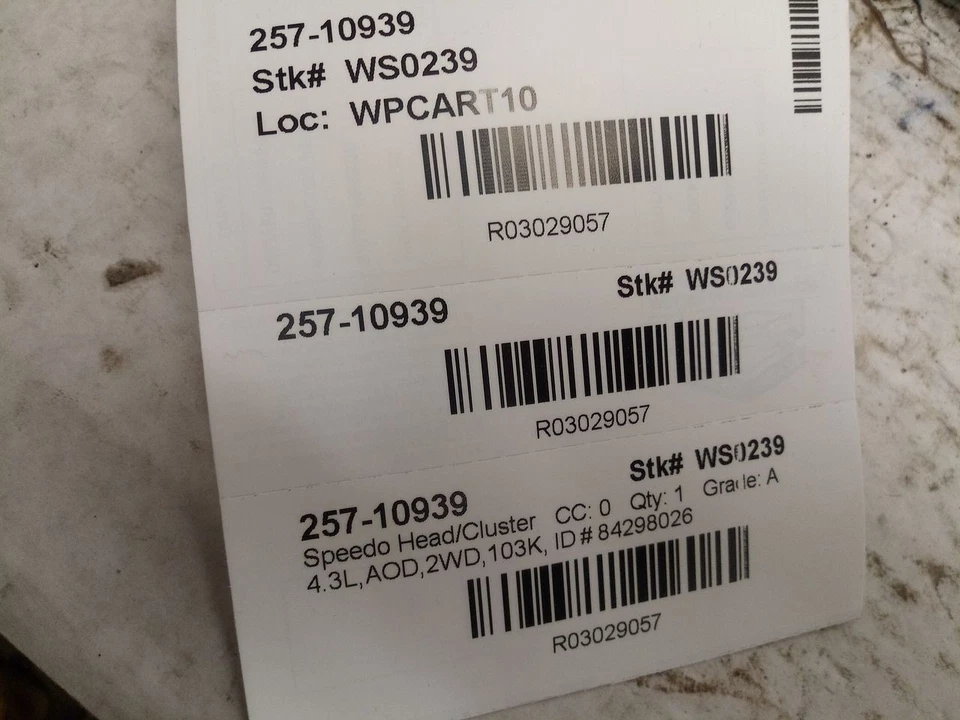 257-10939
Stk# WS0239
Loc: WPCART10
R03029057
257-10939 Stk# WS0239
R03029057
257-10939 Stk# WS0239
Speedo Head/Cluster CC: 0 Qty: 1 Grade: A
4.3L,AOD,2WD,103K, ID# 84298026
R03029057